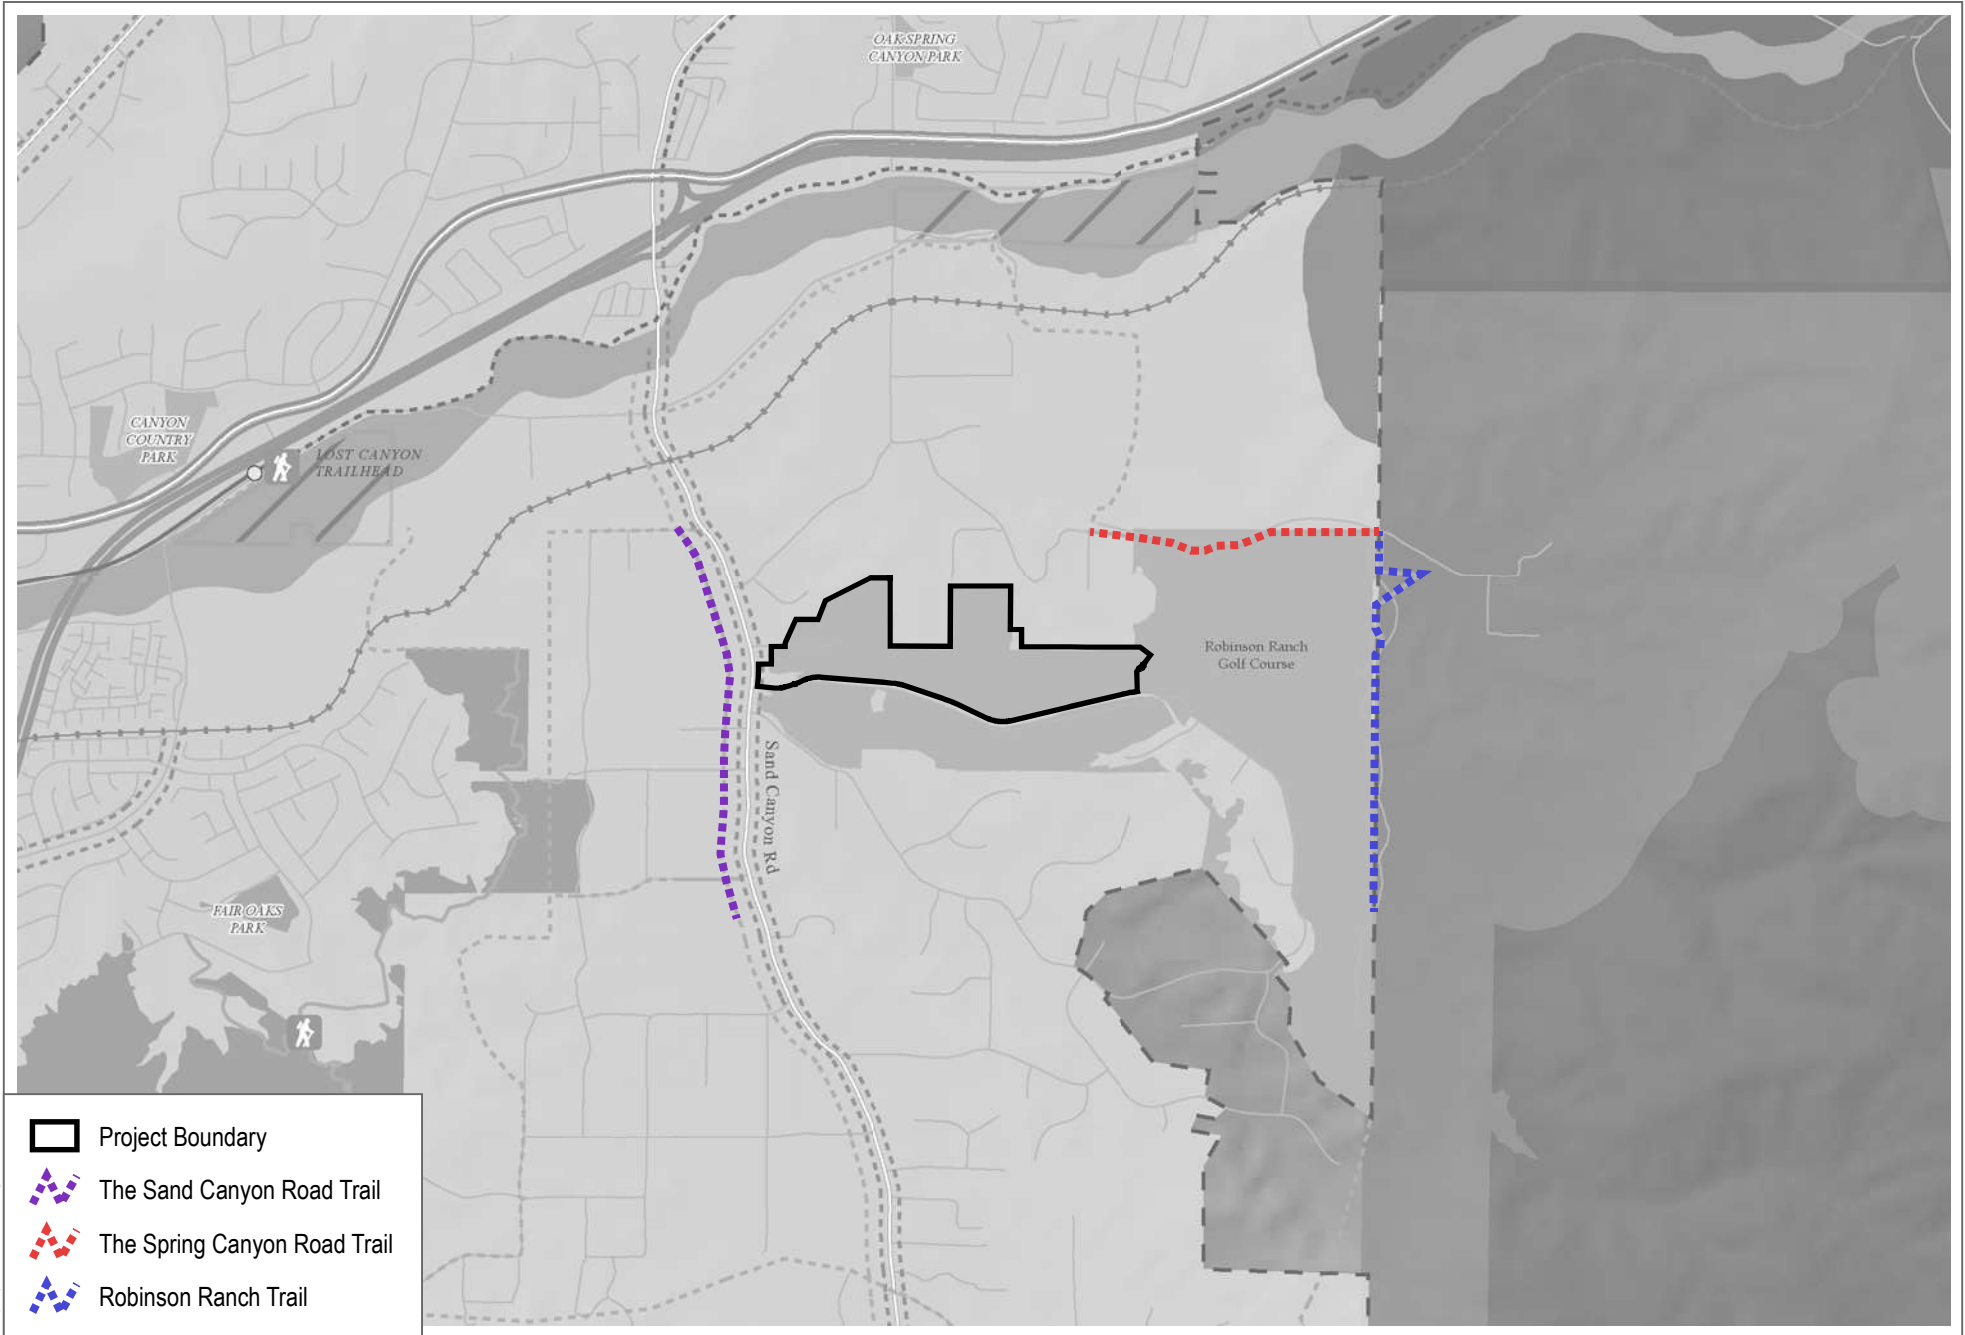 OAK SPRING
CANYON PARK
CANYON
COUNTRY
PARK
LOST CANYON
TRAILHEAD
Robinson Ranch
Golf Course
Sand Canyon Rd
FAIR OAKS
PARK
Project Boundary
The Sand Canyon Road Trail
The Spring Canyon Road Trail
Robinson Ranch Trail